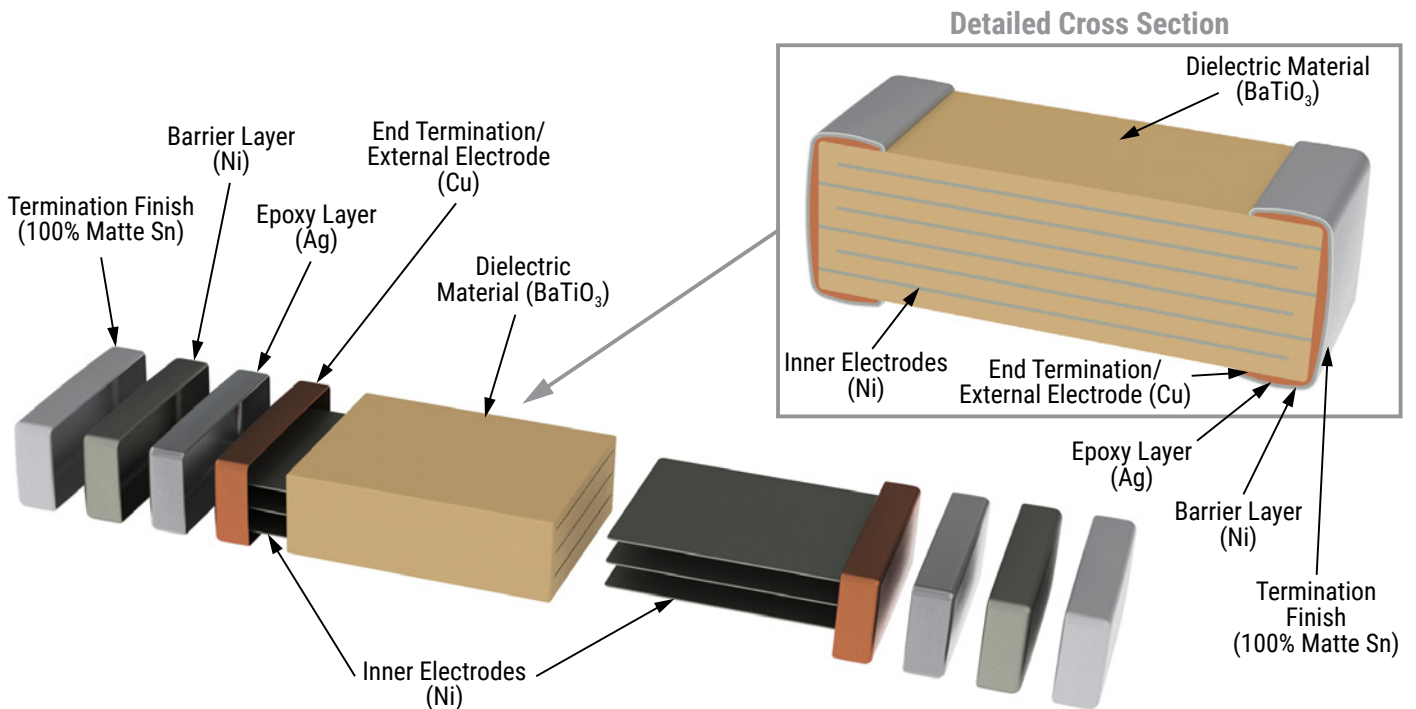 Detailed Cross Section
Dielectric Material
(BaTiO₃)
Inner Electrodes
(Ni)
End Termination/
External Electrode (Cu)
Epoxy Layer
(Ag)
Barrier Layer
(Ni)
Termination
Finish
(100% Matte Sn)
Termination Finish
(100% Matte Sn)
Barrier Layer
(Ni)
Epoxy Layer
(Ag)
End Termination/
External Electrode
(Cu)
Dielectric
Material (BaTiO₃)
Inner Electrodes
(Ni)